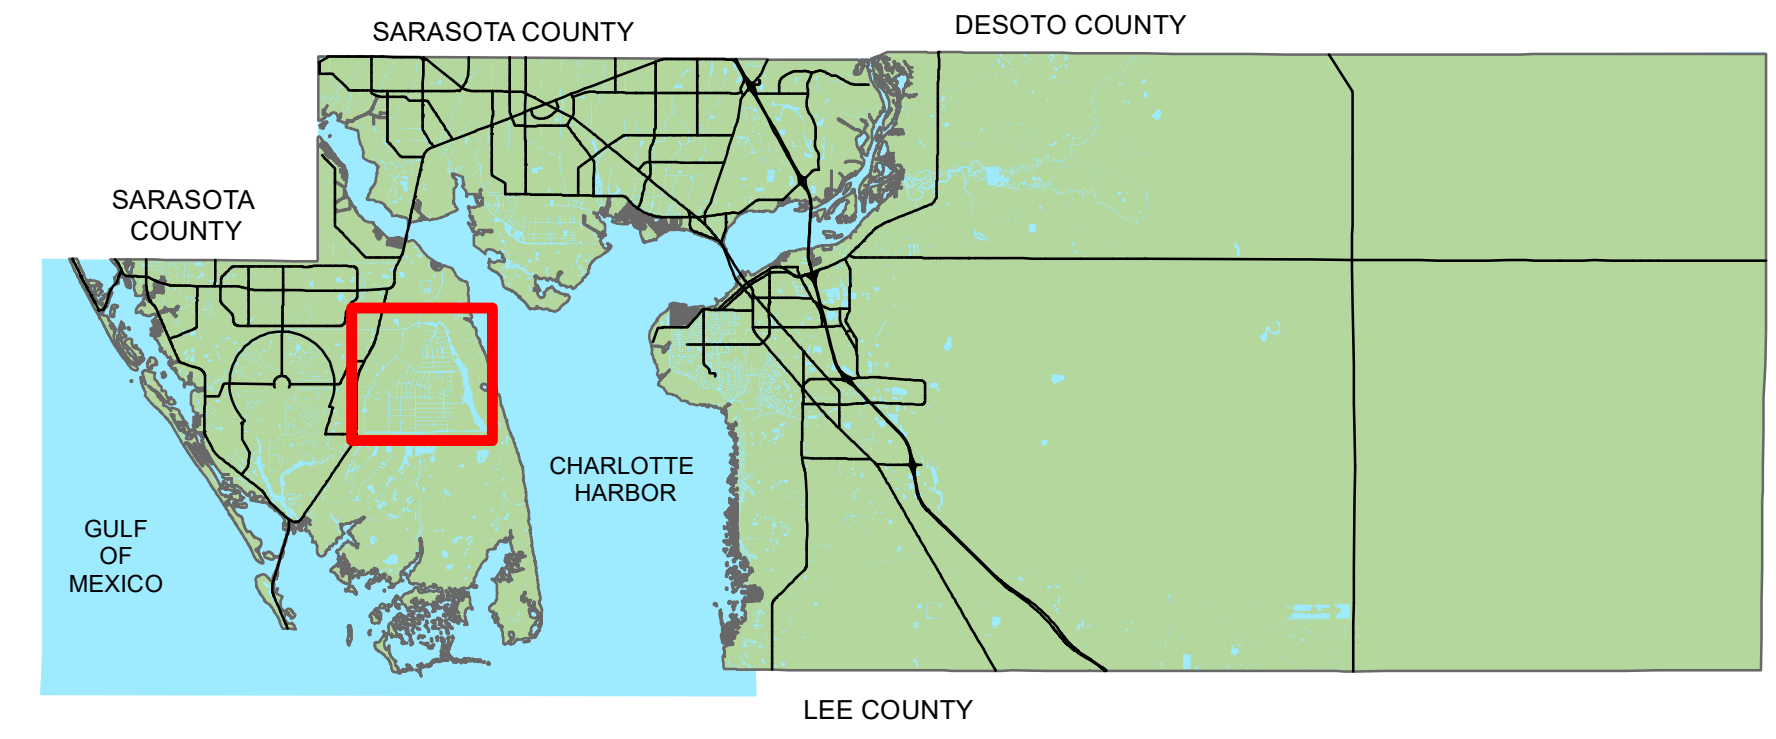 SARASOTA COUNTY
DESOTO COUNTY
SARASOTA
COUNTY
CHARLOTTE
HARBOR
GULF
OF
MEXICO
LEE COUNTY